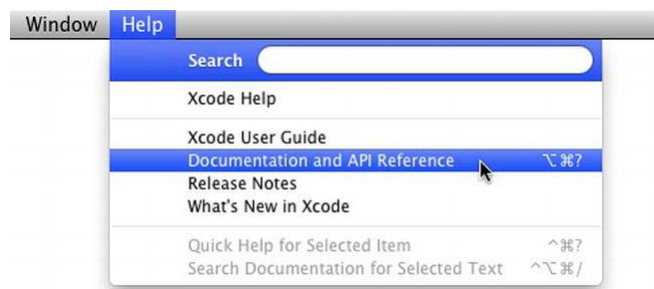 Window Help
Search
Xcode Help
Xcode User Guide
Documentation and API Reference ⌥⌘?
Release Notes
What's New in Xcode
Quick Help for Selected Item ^⌘?
Search Documentation for Selected Text ^⌥⌘/